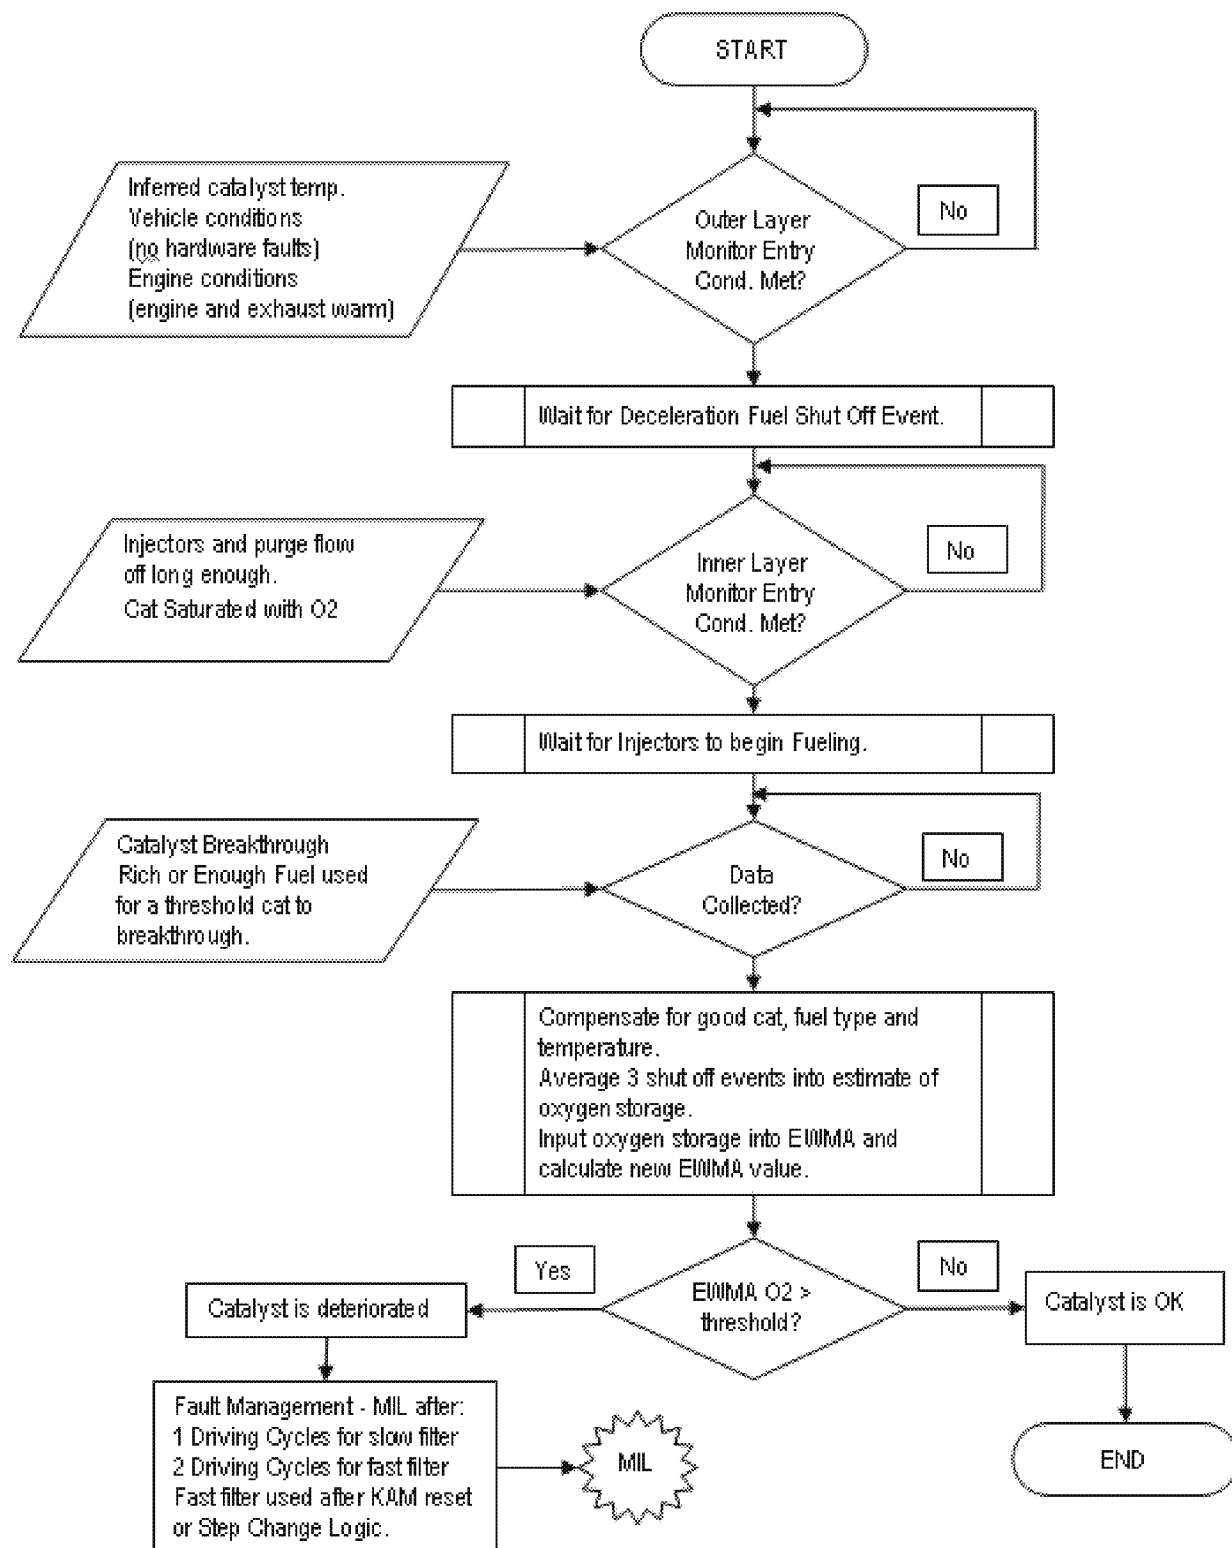 START
No
Inferred catalyst temp.
Vehicle conditions
(no hardware faults)
Engine conditions
(engine and exhaust warm)
Outer Layer
Monitor Entry
Cond. Met?
Wait for Deceleration Fuel Shut Off Event.
No
Injectors and purge flow
off long enough.
Cat Saturated with O2
Inner Layer
Monitor Entry
Cond. Met?
Wait for Injectors to begin Fueling.
No
Catalyst Breakthrough
Rich or Enough Fuel used
for a threshold cat to
breakthrough.
Data
Collected?
Compensate for good cat, fuel type and
temperature.
Average 3 shut off events into estimate of
oxygen storage.
Input oxygen storage into EWMA and
calculate new EWMA value.
Yes
No
EWMA O2 >
threshold?
Catalyst is deteriorated
Catalyst is OK
Fault Management - MIL after:
1 Driving Cycles for slow filter
2 Driving Cycles for fast filter
Fast filter used after KAM reset
or Step Change Logic.
MIL
END